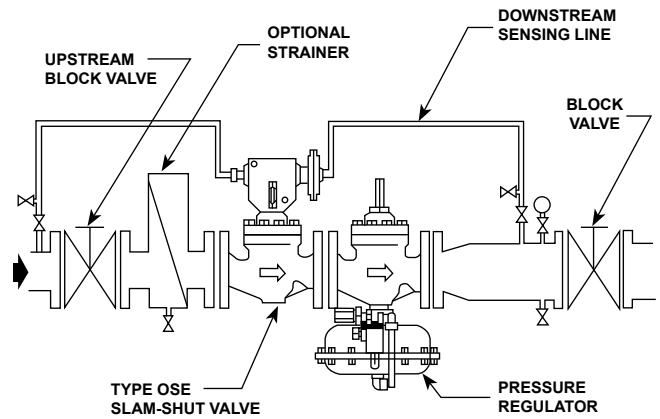 OPTIONAL
STRAINER
DOWNSTREAM
SENSING LINE
UPSTREAM
BLOCK VALVE
BLOCK
VALVE
TYPE OSE
SLAM-SHUT VALVE
PRESSURE
REGULATOR